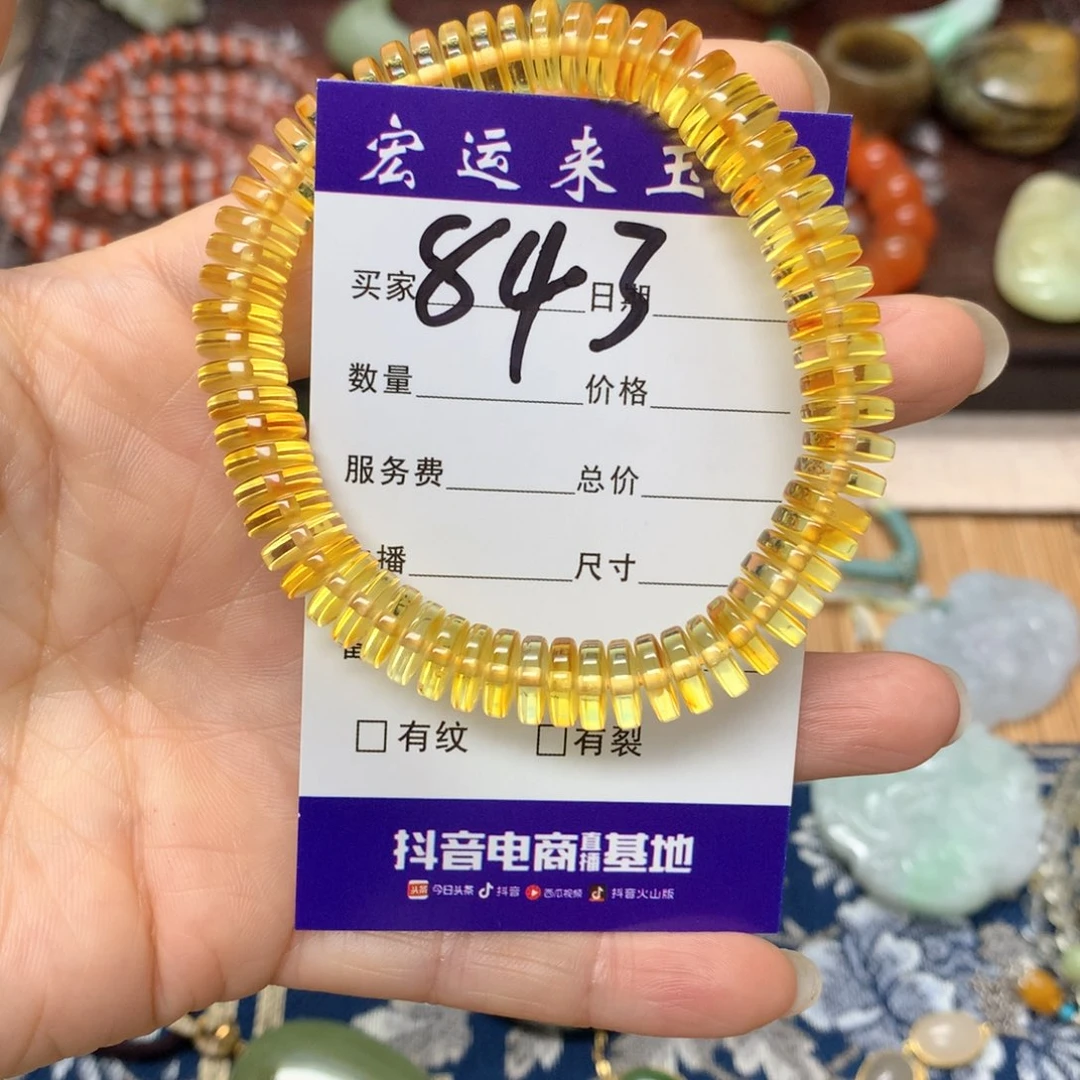 宏运来玉
843
买家 日期
数量 价格
服务费 总价
播 尺寸
有纹 有裂
抖音电商直播基地
头条 今日头条 抖音 西瓜视频 抖音火山版